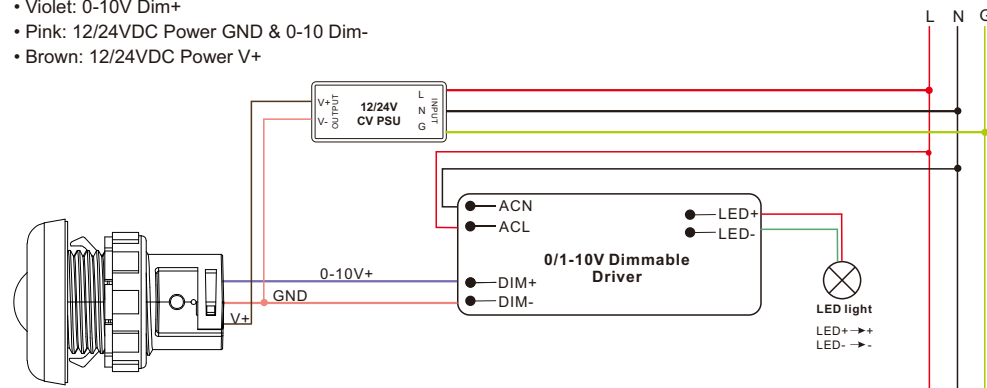 • Violet: 0-10V Dim+
• Pink: 12/24VDC Power GND & 0-10 Dim-
• Brown: 12/24VDC Power V+
L N G
V+
V-
OUTPUT
12/24V
CV PSU
L
N
G
INPUT
ACN
ACL
LED+
LED-
0/1-10V Dimmable
Driver
DIM+
DIM-
0-10V+
GND
V+
LED light
LED+→+
LED-→-